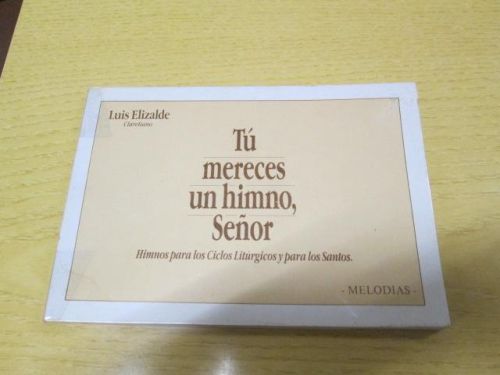 Luis Elizalde
Claretiano
Tú
mereces
un himno,
Señor
Himnos para los Ciclos Litúrgicos y para los Santos.
- MELODIAS -